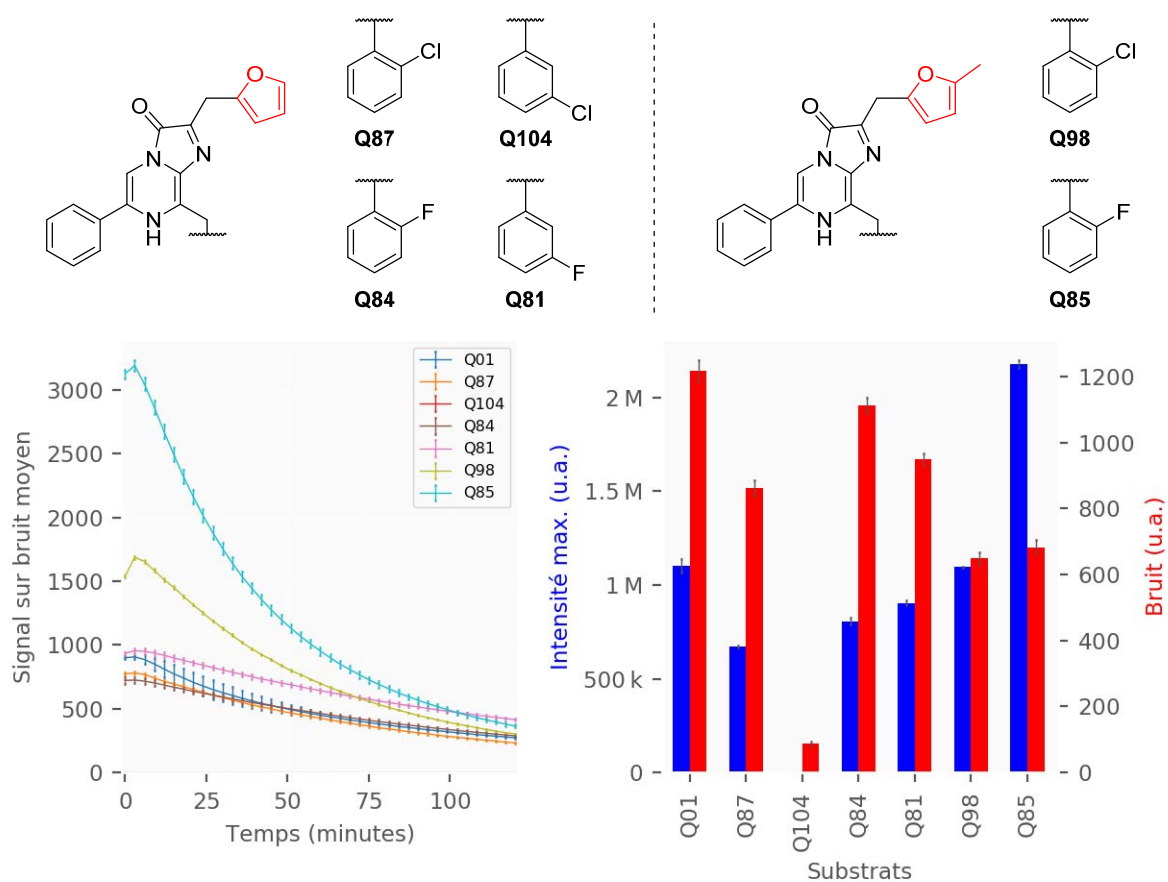 O
O
N
N
N
H
Cl
Q87
Cl
Q104
F
Q84
F
Q81
O
O
N
N
N
H
Cl
Q98
F
Q85
Signal sur bruit moyen
3000
2500
2000
1500
1000
500
0
0 25 50 75 100
Temps (minutes)
Q01
Q87
Q104
Q84
Q81
Q98
Q85
Intensité max. (u.a.)
2 M
1.5 M
1 M
500 k
0
Bruit (u.a.)
1200
1000
800
600
400
200
0
Q01 Q87 Q104 Q84 Q81 Q98 Q85
Substrats